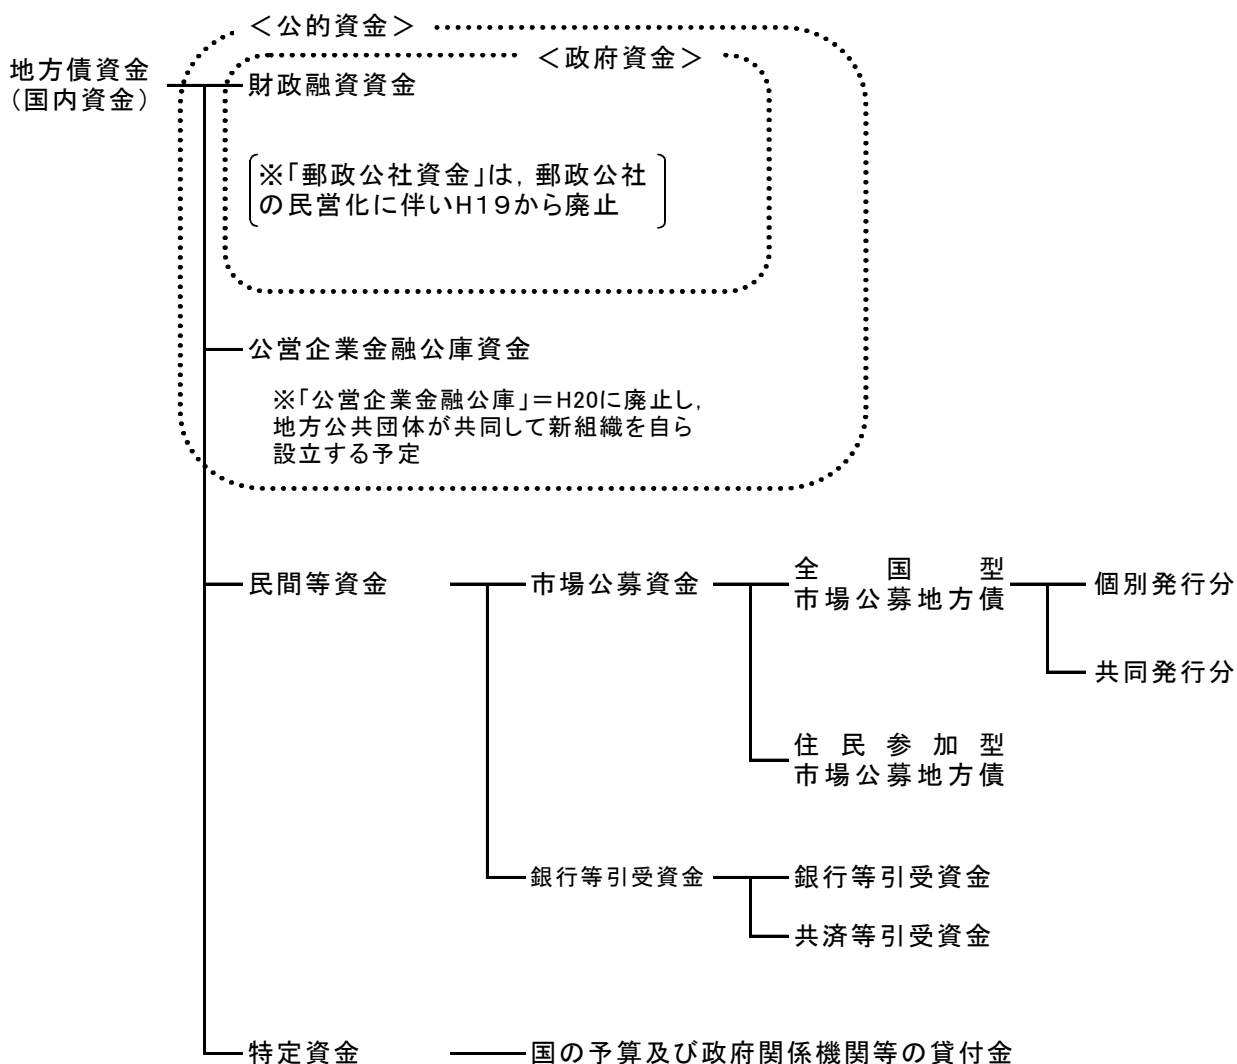 ＜公的資金＞
＜政府資金＞
地方債資金
（国内資金）
財政融資資金
※「郵政公社資金」は，郵政公社
の民営化に伴いH19から廃止
公営企業金融公庫資金
※「公営企業金融公庫」＝H20に廃止し，
地方公共団体が共同して新組織を自ら
設立する予定
民間等資金
市場公募資金
全国型
市場公募地方債
個別発行分
共同発行分
住民参加型
市場公募地方債
銀行等引受資金
銀行等引受資金
共済等引受資金
特定資金
国の予算及び政府関係機関等の貸付金